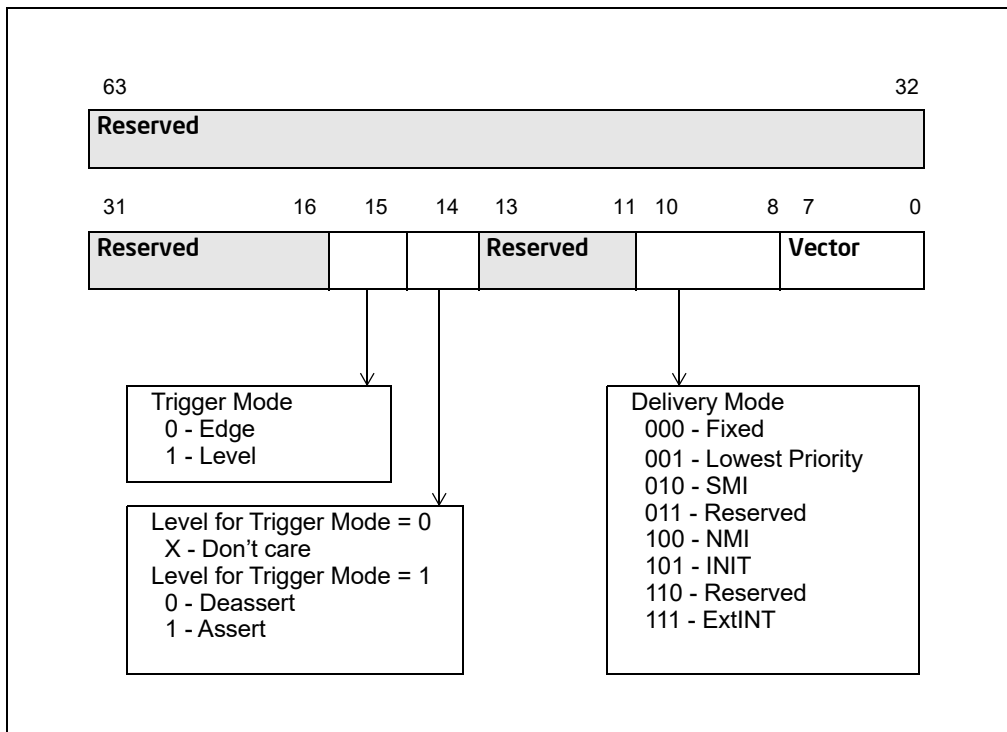 63 32
Reserved
31 16 15 14 13 11 10 8 7 0
Reserved Reserved Vector
Trigger Mode
0 - Edge
1 - Level
Level for Trigger Mode = 0
X - Don’t care
Level for Trigger Mode = 1
0 - Deassert
1 - Assert
Delivery Mode
000 - Fixed
001 - Lowest Priority
010 - SMI
011 - Reserved
100 - NMI
101 - INIT
110 - Reserved
111 - ExtINT